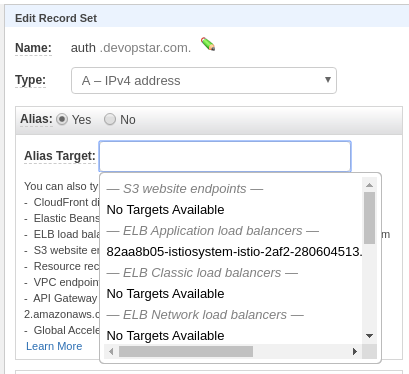 Edit Record Set
Name: auth .devopstar.com.
Type: A – IPv4 address
Alias: Yes No
Alias Target:
You can also ty
- CloudFront di
- Elastic Beans
- ELB load bala
- S3 website en
- Resource rec
- VPC endpoin
- API Gateway
2.amazonaws.c
- Global Accele
Learn More
— S3 website endpoints —
No Targets Available
— ELB Application load balancers —
82aa8b05-istiosystem-istio-2af2-280604513.
— ELB Classic load balancers —
No Targets Available
— ELB Network load balancers —
No Targets Available
m